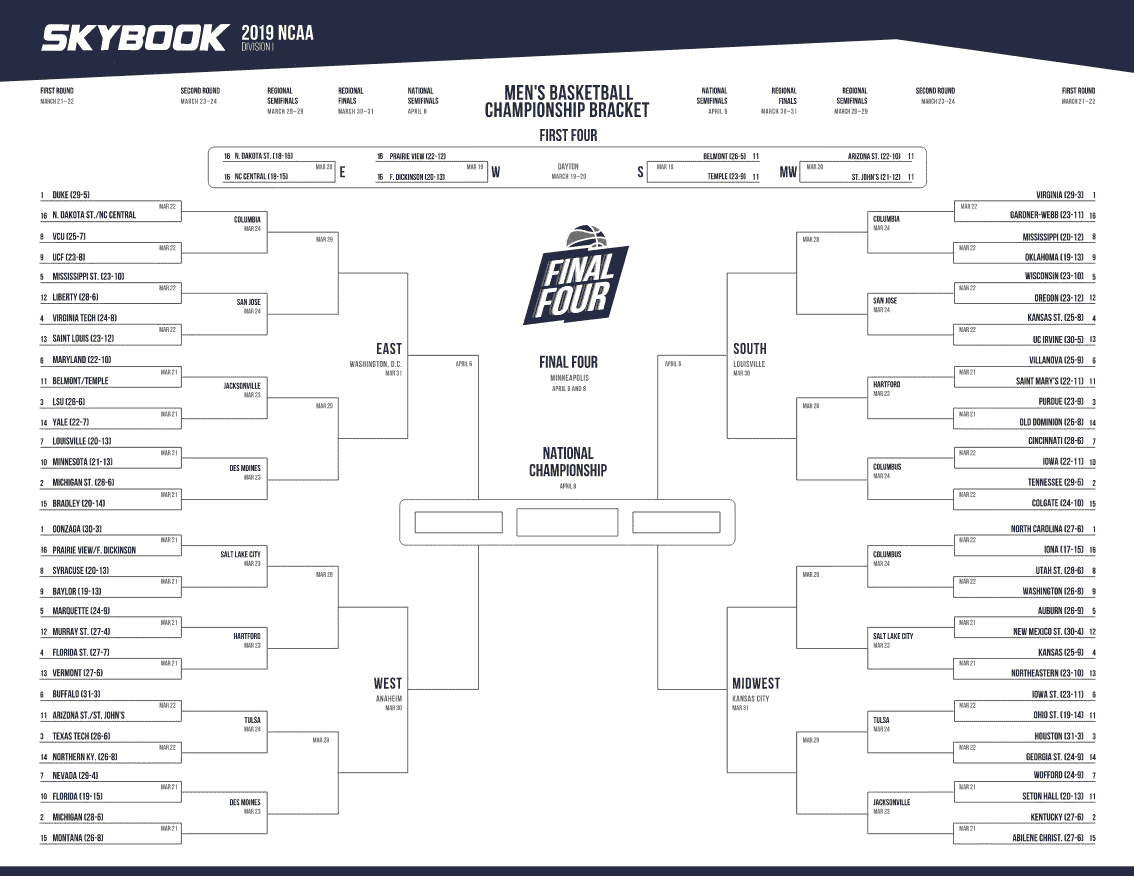 SKYBOOK 2019 NCAA
DIVISION I
FIRST ROUND
MARCH 21–22
SECOND ROUND
MARCH 23–24
REGIONAL
SEMIFINALS
MARCH 28–29
REGIONAL
FINALS
MARCH 30–31
NATIONAL
SEMIFINALS
APRIL 6
MEN'S BASKETBALL
CHAMPIONSHIP BRACKET
NATIONAL
SEMIFINALS
APRIL 6
REGIONAL
FINALS
MARCH 30–31
REGIONAL
SEMIFINALS
MARCH 28–29
SECOND ROUND
MARCH 23–24
FIRST ROUND
MARCH 21–22
FIRST FOUR
16 N. DAKOTA ST. (18-15)
MAR 20
16 NC CENTRAL (18-15)
E
16 PRAIRIE VIEW (22-12)
MAR 19
16 F. DICKINSON (20-13)
W
DAYTON
MARCH 19–20
S
BELMONT (26-5) 11
MAR 19
TEMPLE (23-9) 11
MW
ARIZONA ST. (22-10) 11
MAR 20
ST. JOHN'S (21-12) 11
1 DUKE (29-5)
MAR 22
16 N. DAKOTA ST./NC CENTRAL
COLUMBIA
MAR 24
8 VCU (25-7)
MAR 22
9 UCF (23-8)
MAR 29
5 MISSISSIPPI ST. (23-10)
MAR 22
12 LIBERTY (28-6)
SAN JOSE
MAR 24
4 VIRGINIA TECH (24-8)
MAR 22
13 SAINT LOUIS (23-12)
EAST
WASHINGTON, D.C.
MAR 31
6 MARYLAND (22-10)
MAR 21
11 BELMONT/TEMPLE
JACKSONVILLE
MAR 23
3 LSU (26-6)
MAR 21
14 YALE (22-7)
MAR 29
7 LOUISVILLE (20-13)
MAR 21
10 MINNESOTA (21-13)
DES MOINES
MAR 23
2 MICHIGAN ST. (28-6)
MAR 21
15 BRADLEY (20-14)
APRIL 6
1 GONZAGA (30-3)
MAR 21
16 PRAIRIE VIEW/F. DICKINSON
SALT LAKE CITY
MAR 23
8 SYRACUSE (20-13)
MAR 21
9 BAYLOR (19-13)
MAR 28
5 MARQUETTE (24-9)
MAR 21
12 MURRAY ST. (27-4)
HARTFORD
MAR 23
4 FLORIDA ST. (27-7)
MAR 21
13 VERMONT (27-6)
WEST
ANAHEIM
MAR 30
6 BUFFALO (31-3)
MAR 22
11 ARIZONA ST./ST. JOHN'S
TULSA
MAR 24
3 TEXAS TECH (26-6)
MAR 22
14 NORTHERN KY. (26-8)
MAR 28
7 NEVADA (29-4)
MAR 21
10 FLORIDA (19-15)
DES MOINES
MAR 23
2 MICHIGAN (28-6)
MAR 21
15 MONTANA (26-8)
FINAL
FOUR
FINAL FOUR
MINNEAPOLIS
APRIL 6 AND 8
NATIONAL
CHAMPIONSHIP
APRIL 8
VIRGINIA (29-3) 1
MAR 22
GARDNER-WEBB (23-11) 16
COLUMBIA
MAR 24
MISSISSIPPI (20-12) 8
MAR 22
OKLAHOMA (19-13) 9
MAR 28
WISCONSIN (23-10) 5
MAR 22
OREGON (23-12) 12
SAN JOSE
MAR 24
KANSAS ST. (25-8) 4
MAR 22
UC IRVINE (30-5) 13
SOUTH
LOUISVILLE
MAR 30
VILLANOVA (25-9) 6
MAR 21
SAINT MARY'S (22-11) 11
HARTFORD
MAR 23
PURDUE (23-9) 3
MAR 21
OLD DOMINION (26-8) 14
MAR 28
CINCINNATI (28-6) 7
MAR 22
IOWA (22-11) 10
COLUMBUS
MAR 24
TENNESSEE (29-5) 2
MAR 22
COLGATE (24-10) 15
APRIL 6
NORTH CAROLINA (27-6) 1
MAR 22
IONA (17-15) 16
COLUMBUS
MAR 24
UTAH ST. (28-6) 8
MAR 22
WASHINGTON (26-8) 9
MAR 29
AUBURN (26-9) 5
MAR 21
NEW MEXICO ST. (30-4) 12
SALT LAKE CITY
MAR 23
KANSAS (25-9) 4
MAR 21
NORTHEASTERN (23-10) 13
MIDWEST
KANSAS CITY
MAR 31
IOWA ST. (23-11) 6
MAR 22
OHIO ST. (19-14) 11
TULSA
MAR 24
HOUSTON (31-3) 3
MAR 22
GEORGIA ST. (24-9) 14
MAR 29
WOFFORD (24-9) 7
MAR 21
SETON HALL (20-13) 11
JACKSONVILLE
MAR 23
KENTUCKY (27-6) 2
MAR 21
ABILENE CHRIST. (27-6) 15